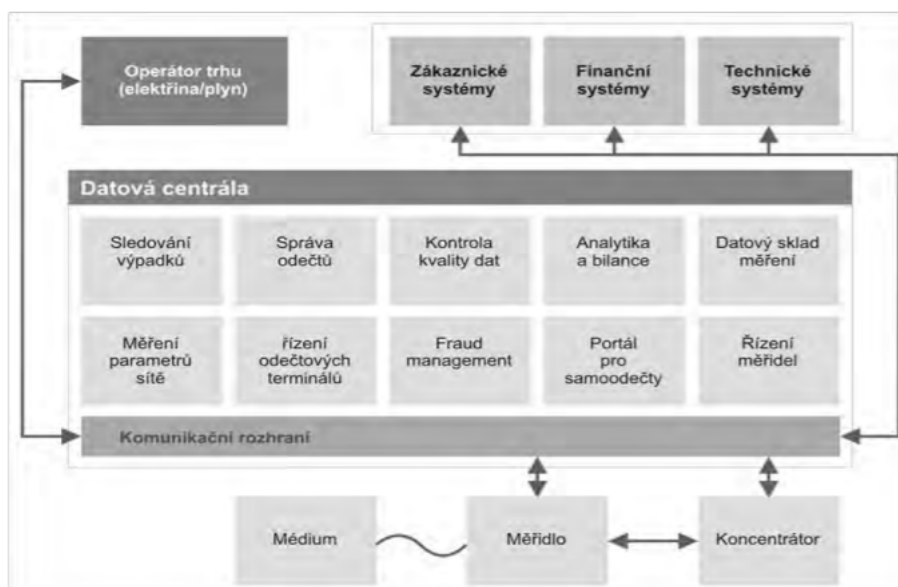 Operátor trhu
(elektřina/plyn)
Zákaznické
systémy
Finanční
systémy
Technické
systémy
Datová centrála
Sledování
výpadků
Správa
odečtů
Kontrola
kvality dat
Analytika
a bilance
Datový sklad
měření
Měření
parametrů
sítě
řízení
odečtových
terminálů
Fraud
management
Portál
pro
samoodečty
Řízení
měřidel
Komunikační rozhraní
Médium
Měřidlo
Koncentrátor